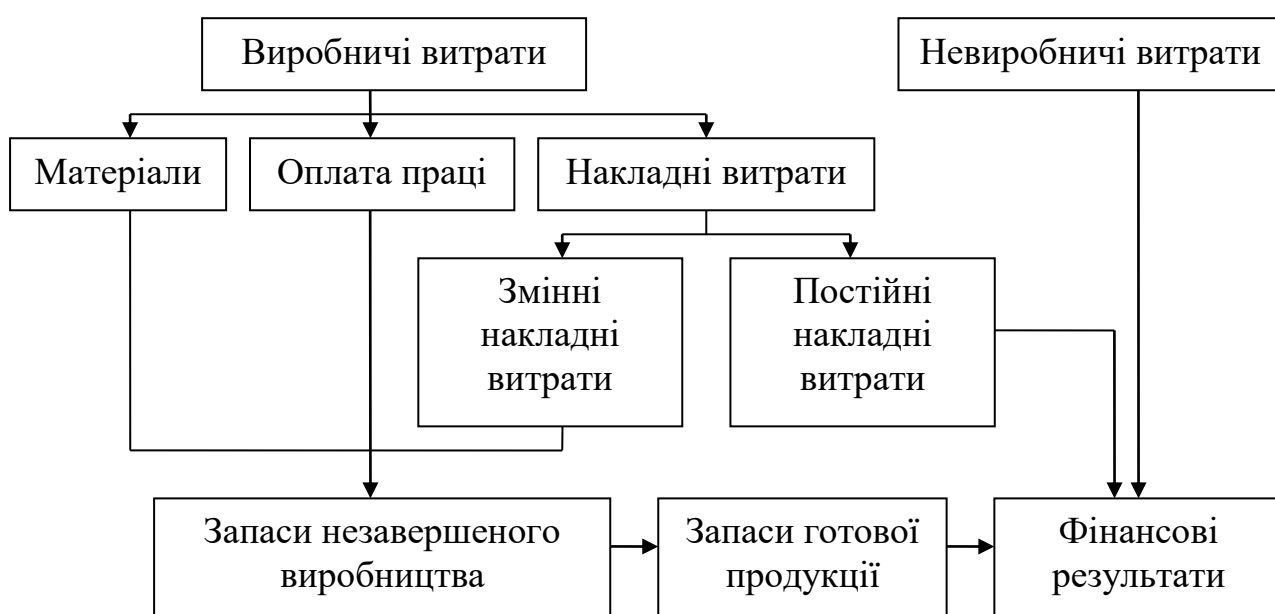 Виробничі витрати
Невиробничі витрати
Матеріали
Оплата праці
Накладні витрати
Змінні
накладні
витрати
Постійні
накладні
витрати
Запаси незавершеного
виробництва
Запаси готової
продукції
Фінансові
результати